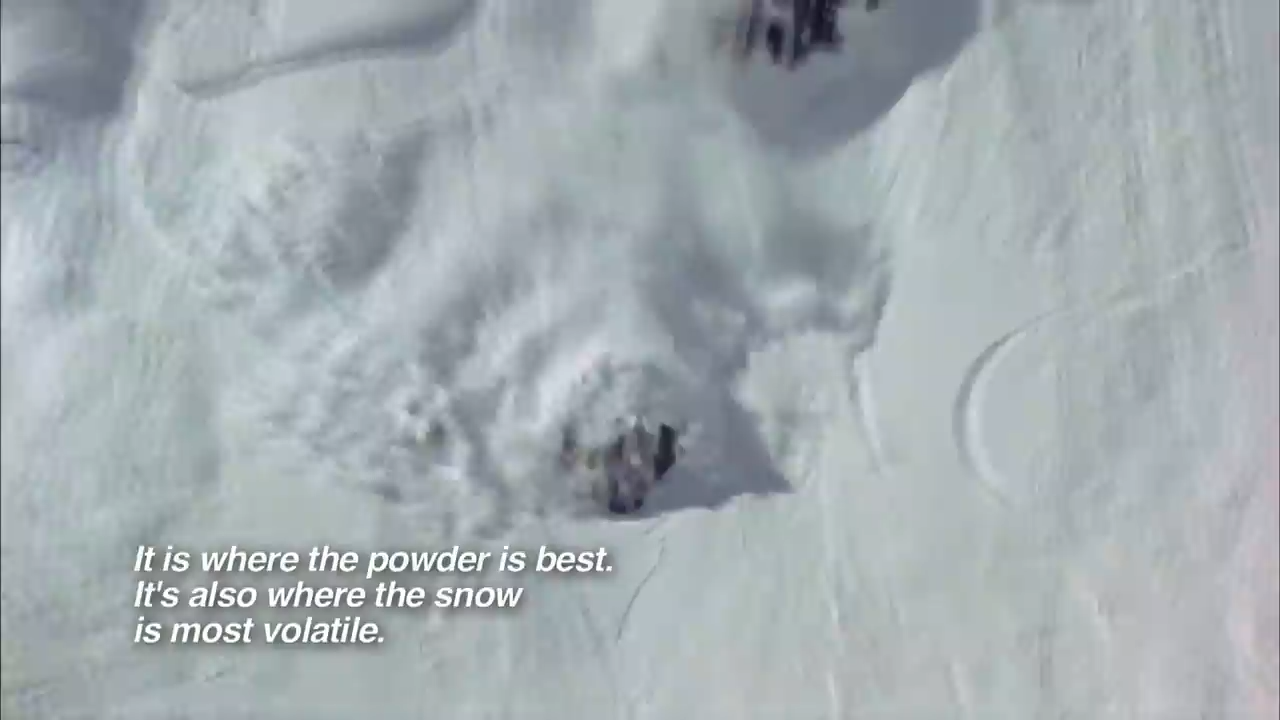 It is where the powder is best.
It's also where the snow
is most volatile.